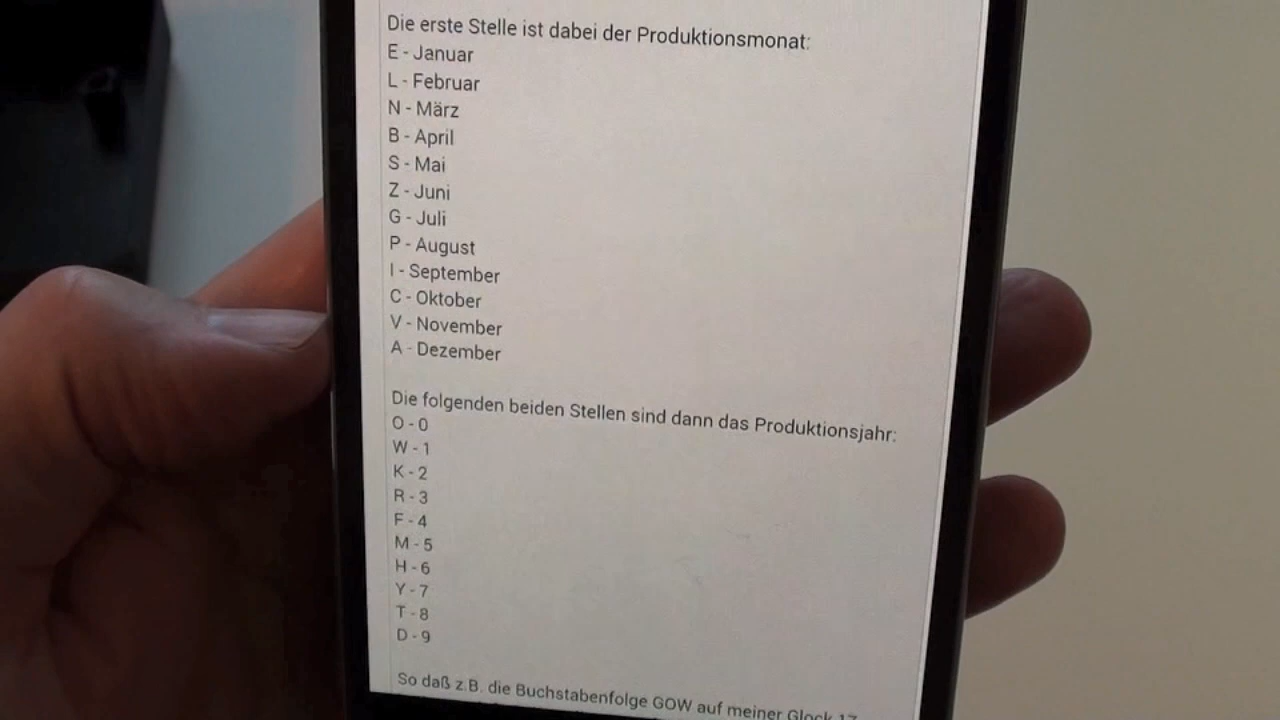 Die erste Stelle ist dabei der Produktionsmonat:
E - Januar
L - Februar
N - März
B - April
S - Mai
Z - Juni
G - Juli
P - August
I - September
C - Oktober
V - November
A - Dezember
Die folgenden beiden Stellen sind dann das Produktionsjahr:
O - 0
W - 1
K - 2
R - 3
F - 4
M - 5
H - 6
Y - 7
T - 8
D - 9
So daß z.B. die Buchstabenfolge GOW auf meiner Glock 17